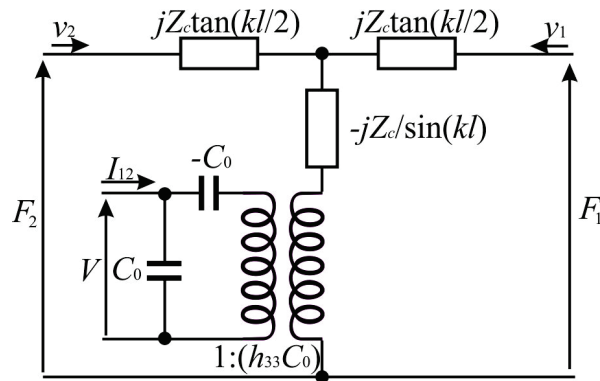 jZctan(kl/2) jZctan(kl/2)
v2 v1
-jZc/sin(kl)
-C0
I12
F2 F1
V C0
1:(h33C0)